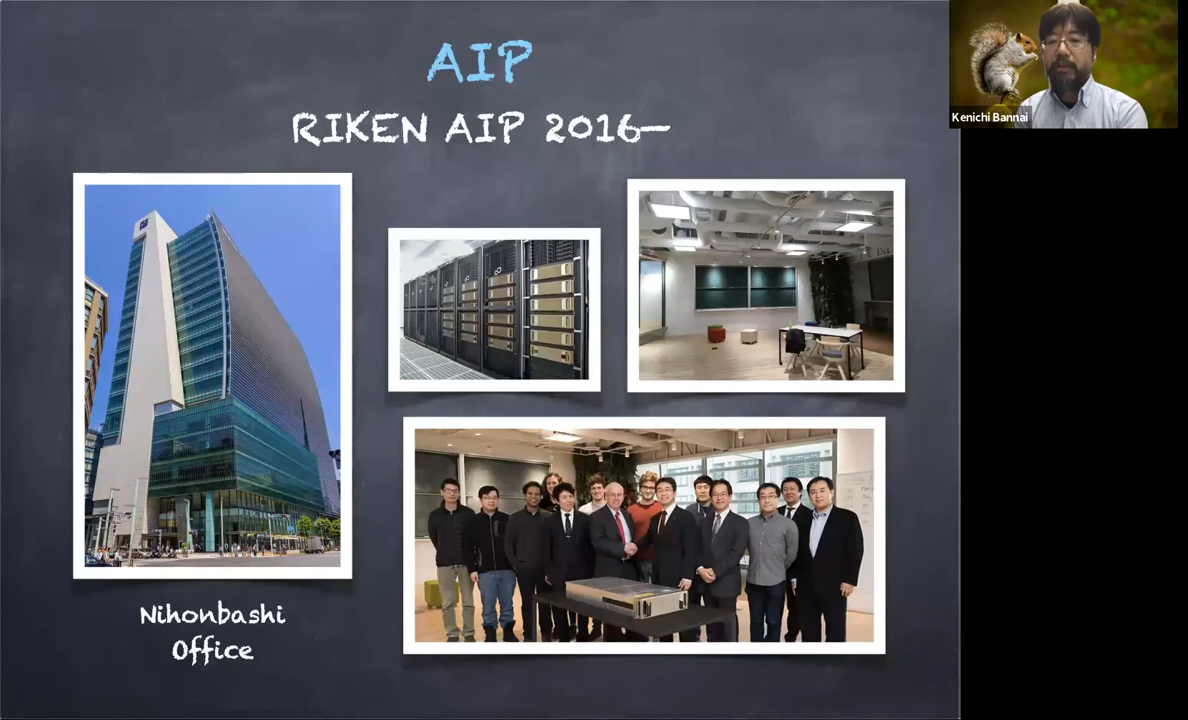 AIP
RIKEN AIP 2016—
Nihonbashi
Office
Kenichi Bannai